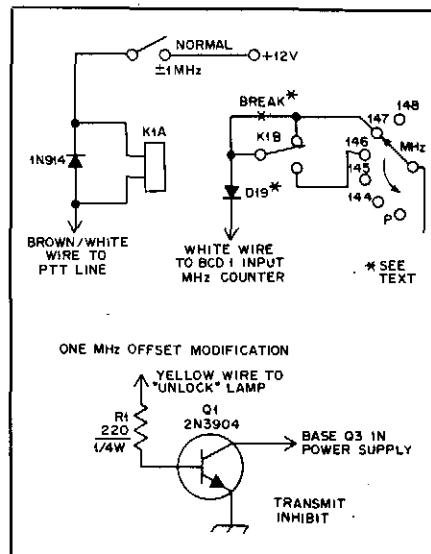 NORMAL
+12V
±1MHz
BREAK*
148
147
K1A
K1B
146
MHz
1N914
145
D19*
144
P
BROWN/WHITE
WIRE TO
PTT LINE
WHITE WIRE
TO BCD 1 INPUT
MHz COUNTER
* SEE
TEXT
ONE MHz OFFSET MODIFICATION
YELLOW WIRE TO
"UNLOCK" LAMP
Q1
2N3904
R1
220
1/4W
BASE Q3 IN
POWER SUPPLY
TRANSMIT
INHIBIT